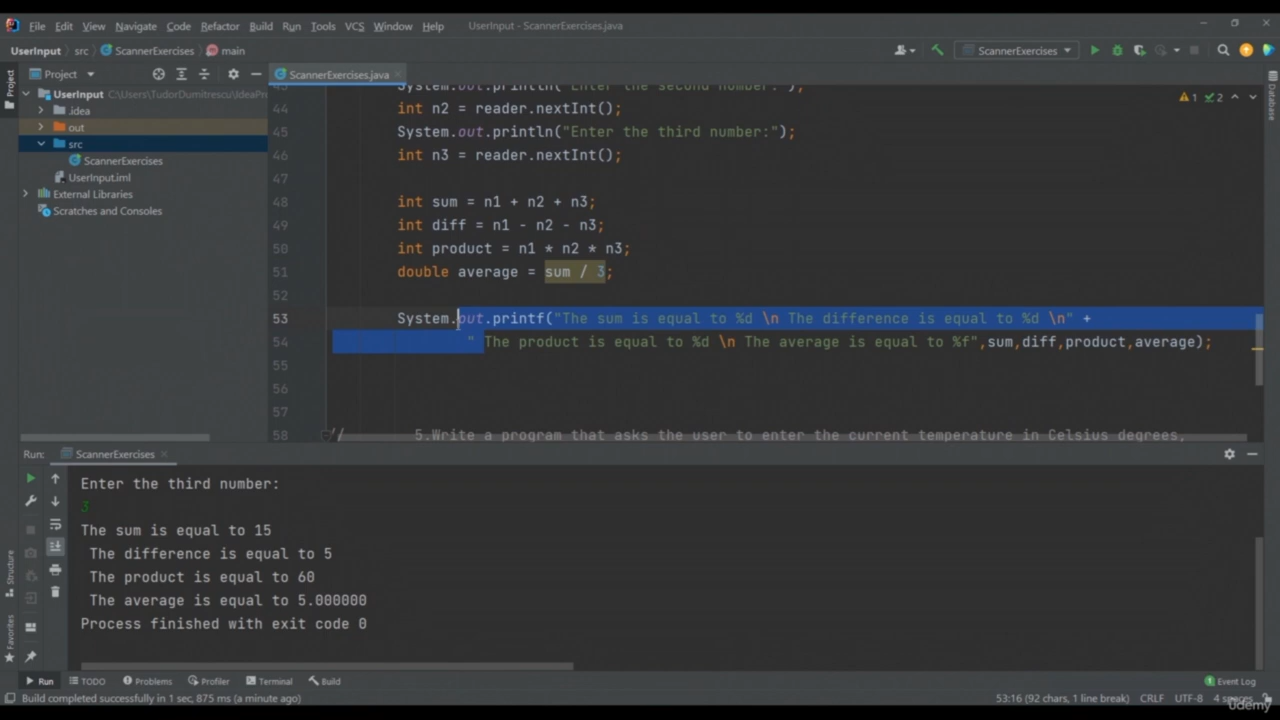 File Edit View Navigate Code Refactor Build Run Tools VCS Window Help UserInput - ScannerExercises.java
UserInput src ScannerExercises main ScannerExercises
Project ScannerExercises.java
UserInput C:\Users\TudorDumitrescu\IdeaPr
.idea
out
src
ScannerExercises
UserInput.iml
External Libraries
Scratches and Consoles
Project
Database
1 2
43 System.out.println("Enter the second number:");
44 int n2 = reader.nextInt();
45 System.out.println("Enter the third number:");
46 int n3 = reader.nextInt();
47
48 int sum = n1 + n2 + n3;
49 int diff = n1 - n2 - n3;
50 int product = n1 * n2 * n3;
51 double average = sum / 3;
52
53 System.out.printf("The sum is equal to %d \n The difference is equal to %d \n" +
54 " The product is equal to %d \n The average is equal to %f",sum,diff,product,average);
55
56
57
58 // 5.Write a program that asks the user to enter the current temperature in Celsius degrees,
Run: ScannerExercises
Enter the third number:
3
The sum is equal to 15
The difference is equal to 5
The product is equal to 60
The average is equal to 5.000000
Process finished with exit code 0
Structure
Favorites
Run TODO Problems Profiler Terminal Build 1 Event Log
Build completed successfully in 1 sec, 875 ms (a minute ago) 53:16 (92 chars, 1 line break) CRLF UTF-8 4 spaces
udemy